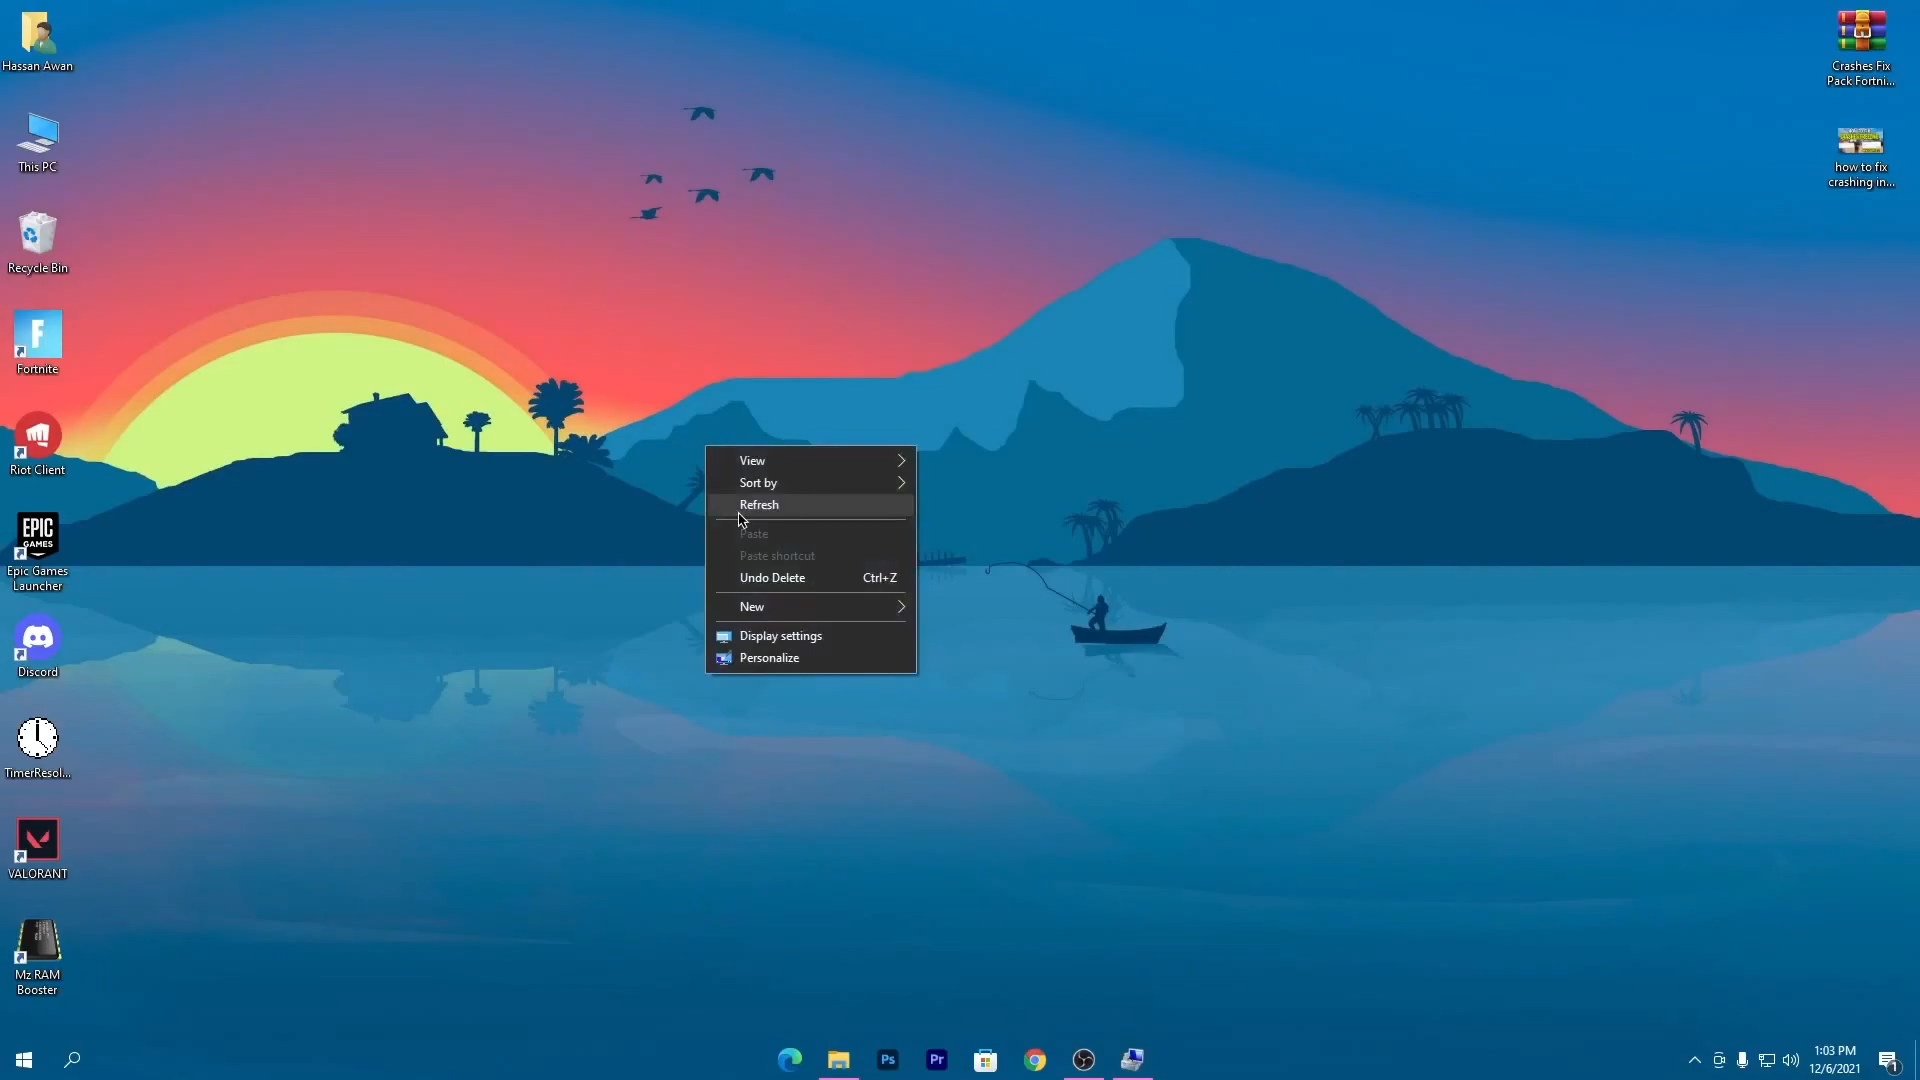 Hassan Awan
This PC
Recycle Bin
F
Fortnite
Riot Client
EPIC
GAMES
Epic Games
Launcher
Discord
TimerResol...
VALORANT
Mz RAM
Booster
Crashes Fix
Pack Fortni...
how to fix
crashing in...
View
Sort by
Refresh
Paste
Paste shortcut
Undo Delete Ctrl+Z
New
Display settings
Personalize
Ps
Pr
1:03 PM
12/6/2021
1